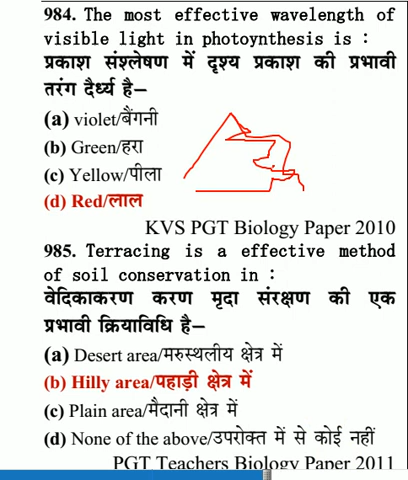 984. The most effective wavelength of
visible light in photoynthesis is :
प्रकाश संश्लेषण में दृश्य प्रकाश की प्रभावी
तरंग दैर्ध्य है–
(a) violet/बैंगनी
(b) Green/हरा
(c) Yellow/पीला
(d) Red/लाल
KVS PGT Biology Paper 2010
985. Terracing is a effective method
of soil conservation in :
वेदिकाकरण करण मृदा संरक्षण की एक
प्रभावी क्रियाविधि है–
(a) Desert area/मरुस्थलीय क्षेत्र में
(b) Hilly area/पहाड़ी क्षेत्र में
(c) Plain area/मैदानी क्षेत्र में
(d) None of the above/उपरोक्त में से कोई नहीं
PGT Teachers Biology Paper 2011